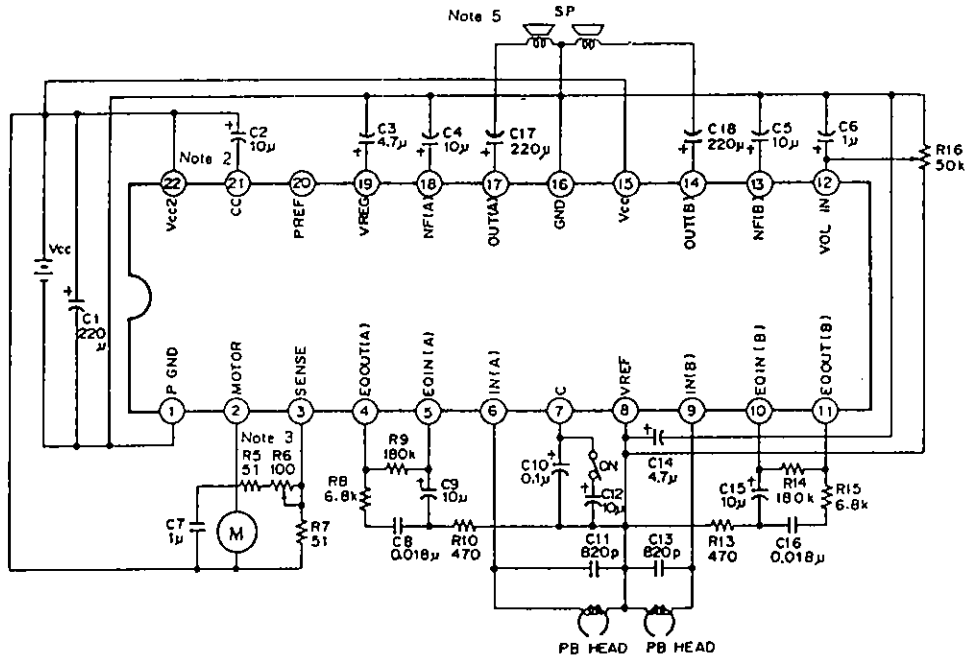 Note 5
SP
C2
10μ
Note 2
C3
4.7μ
C4
10μ
C17
220μ
C18
220μ
C5
10μ
C6
1μ
R16
50k
22
21
20
19
18
17
16
15
14
13
12
Vcc2
CC
PREF
VREG
NF(A)
OUT(A)
GND
Vcc
OUT(B)
NF(B)
VOL IN
Vcc
C1
220
μ
P GND
MOTOR
SENSE
EQOUT(A)
EQIN(A)
IN(A)
C
VREF
IN(B)
EQIN(B)
EQOUT(B)
1
2
3
4
5
6
7
8
9
10
11
Note 3
R5
51
R6
100
R9
180k
R8
6.8k
C9
10μ
C10
0.1μ
ON
C12
10μ
C14
4.7μ
C15
10μ
R14
180k
R15
6.8k
C7
1μ
M
R7
51
C8
0.018μ
R10
470
C11
820p
C13
820p
R13
470
C16
0.018μ
PB HEAD
PB HEAD